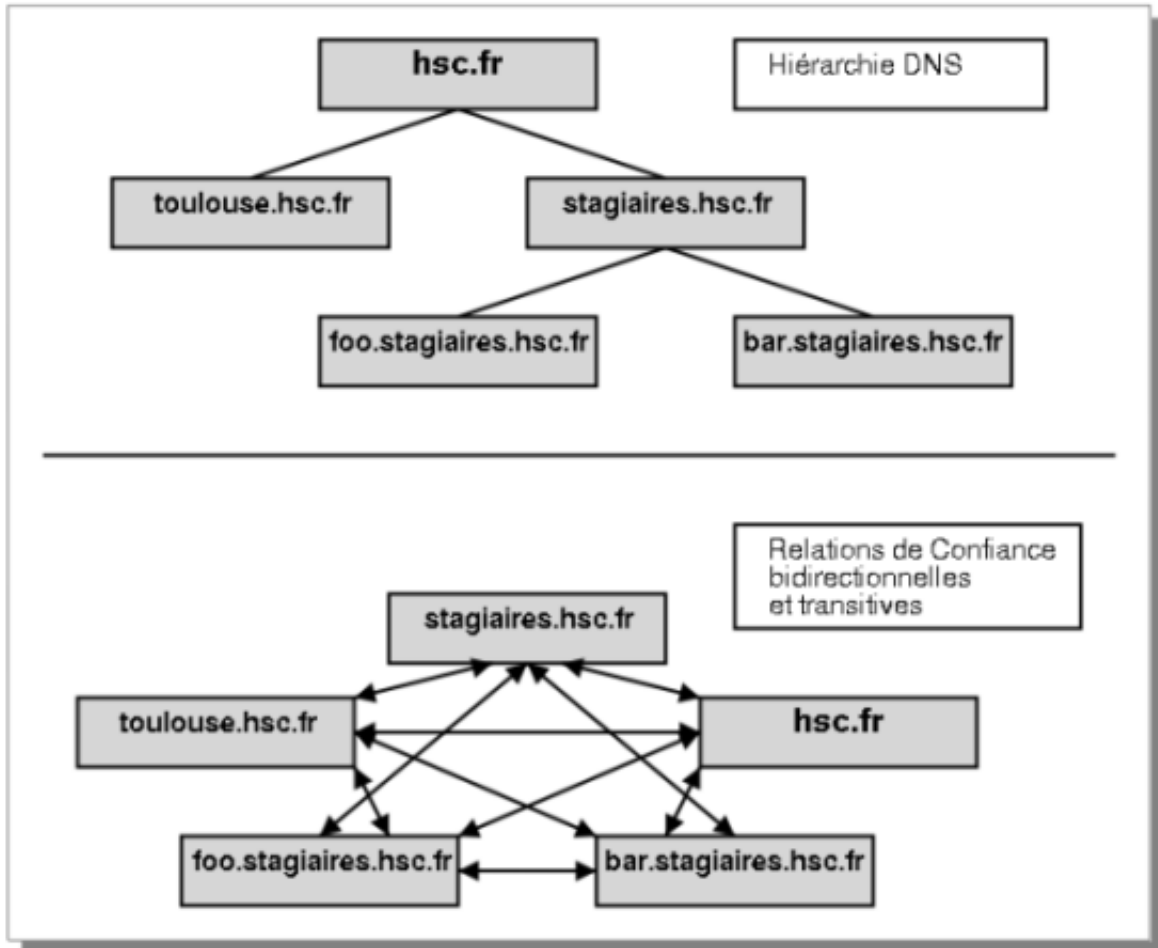 hsc.fr
Hiérarchie DNS
toulouse.hsc.fr
stagiaires.hsc.fr
foo.stagiaires.hsc.fr
bar.stagiaires.hsc.fr
Relations de Confiance
bidirectionnelles
et transitives
stagiaires.hsc.fr
toulouse.hsc.fr
hsc.fr
foo.stagiaires.hsc.fr
bar.stagiaires.hsc.fr